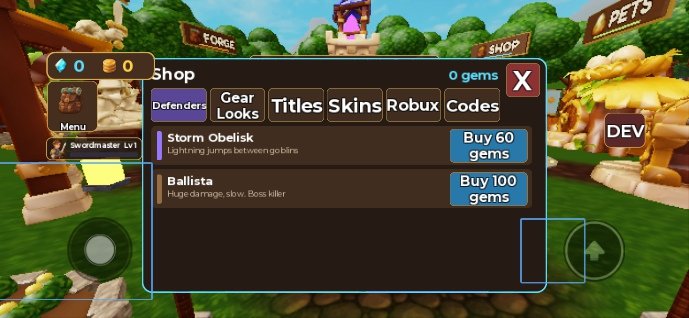 FORGE
PETS
SHOP
0
0
Shop
0 gems
X
Menu
Defenders
Gear
Looks
Titles
Skins
Robux
Codes
Swordmaster Lv1
Storm Obelisk
Lightning jumps between goblins
Buy 60
gems
DEV
Ballista
Huge damage, slow. Boss killer
Buy 100
gems